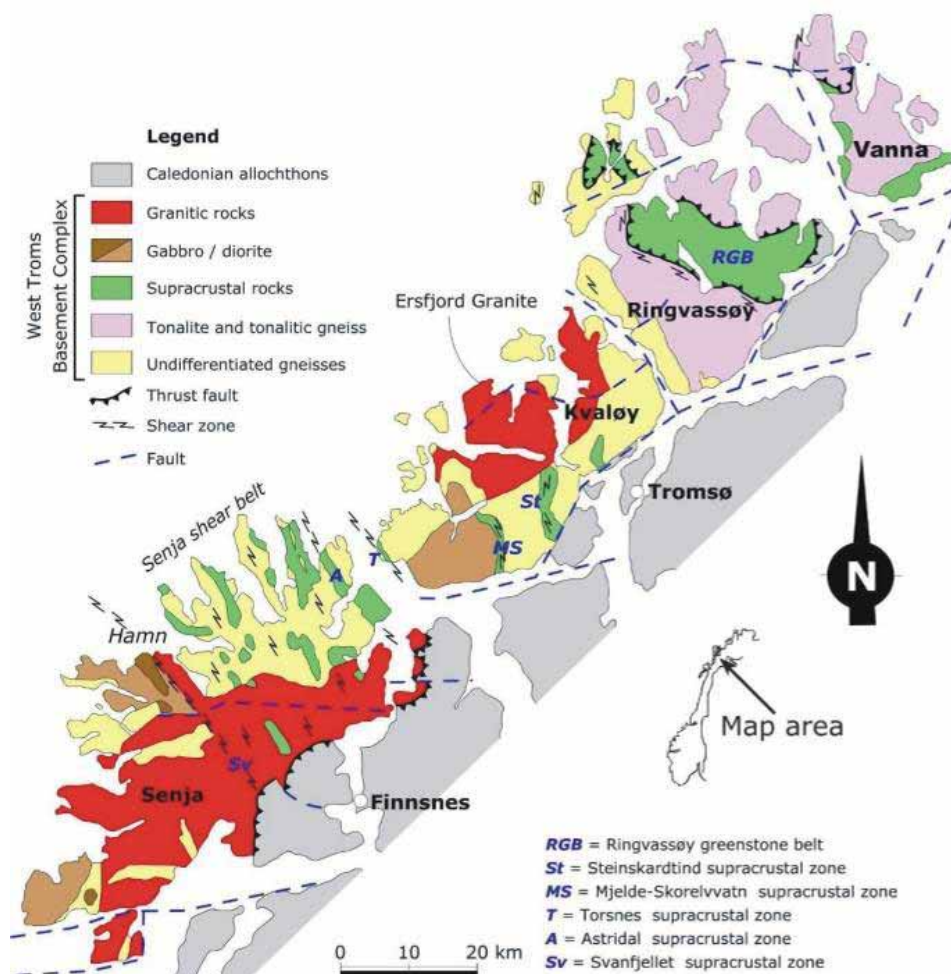 Legend
Caledonian allochthons
West Troms
Basement Complex
Granitic rocks
Gabbro / diorite
Supracrustal rocks
Tonalite and tonalitic gneiss
Undifferentiated gneisses
Thrust fault
Shear zone
Fault
Vanna
RGB
Ringvassøy
Ersfjord Granite
Kvaløy
Tromsø
St
MS
Senja shear belt
T
A
N
Hamn
Map area
Sv
Senja
Finnsnes
RGB = Ringvassøy greenstone belt
St = Steinskardtind supracrustal zone
MS = Mjelde-Skorelvvatn supracrustal zone
T = Torsnes supracrustal zone
A = Astridal supracrustal zone
Sv = Svanfjellet supracrustal zone
0 10 20 km